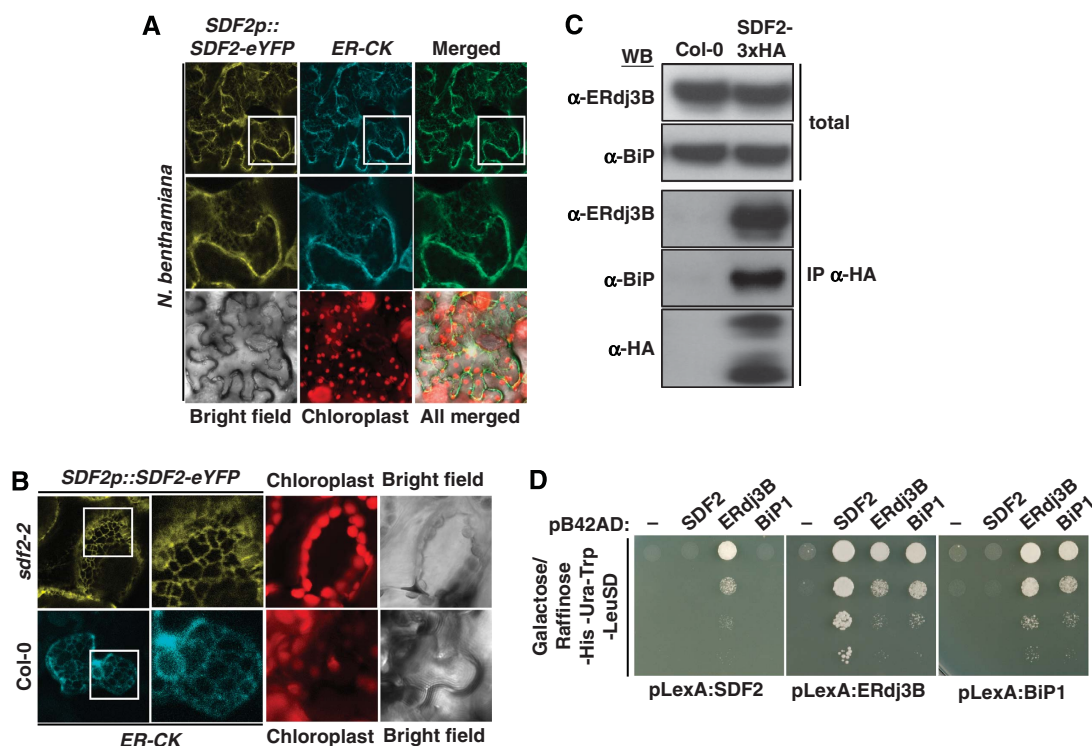 A
SDF2p::
SDF2-eYFP
ER-CK
Merged
N. benthamiana
Bright field
Chloroplast
All merged
B
SDF2p::SDF2-eYFP
Chloroplast
Bright field
sdf2-2
Col-0
ER-CK
Chloroplast
Bright field
C
WB
Col-0
SDF2-
3xHA
α-ERdj3B
α-BiP
total
α-ERdj3B
α-BiP
α-HA
IP α-HA
D
pB42AD:
– SDF2 ERdj3B BiP1
– SDF2 ERdj3B BiP1
– SDF2 ERdj3B BiP1
Galactose/
Raffinose
-His -Ura-Trp
-LeuSD
pLexA:SDF2
pLexA:ERdj3B
pLexA:BiP1